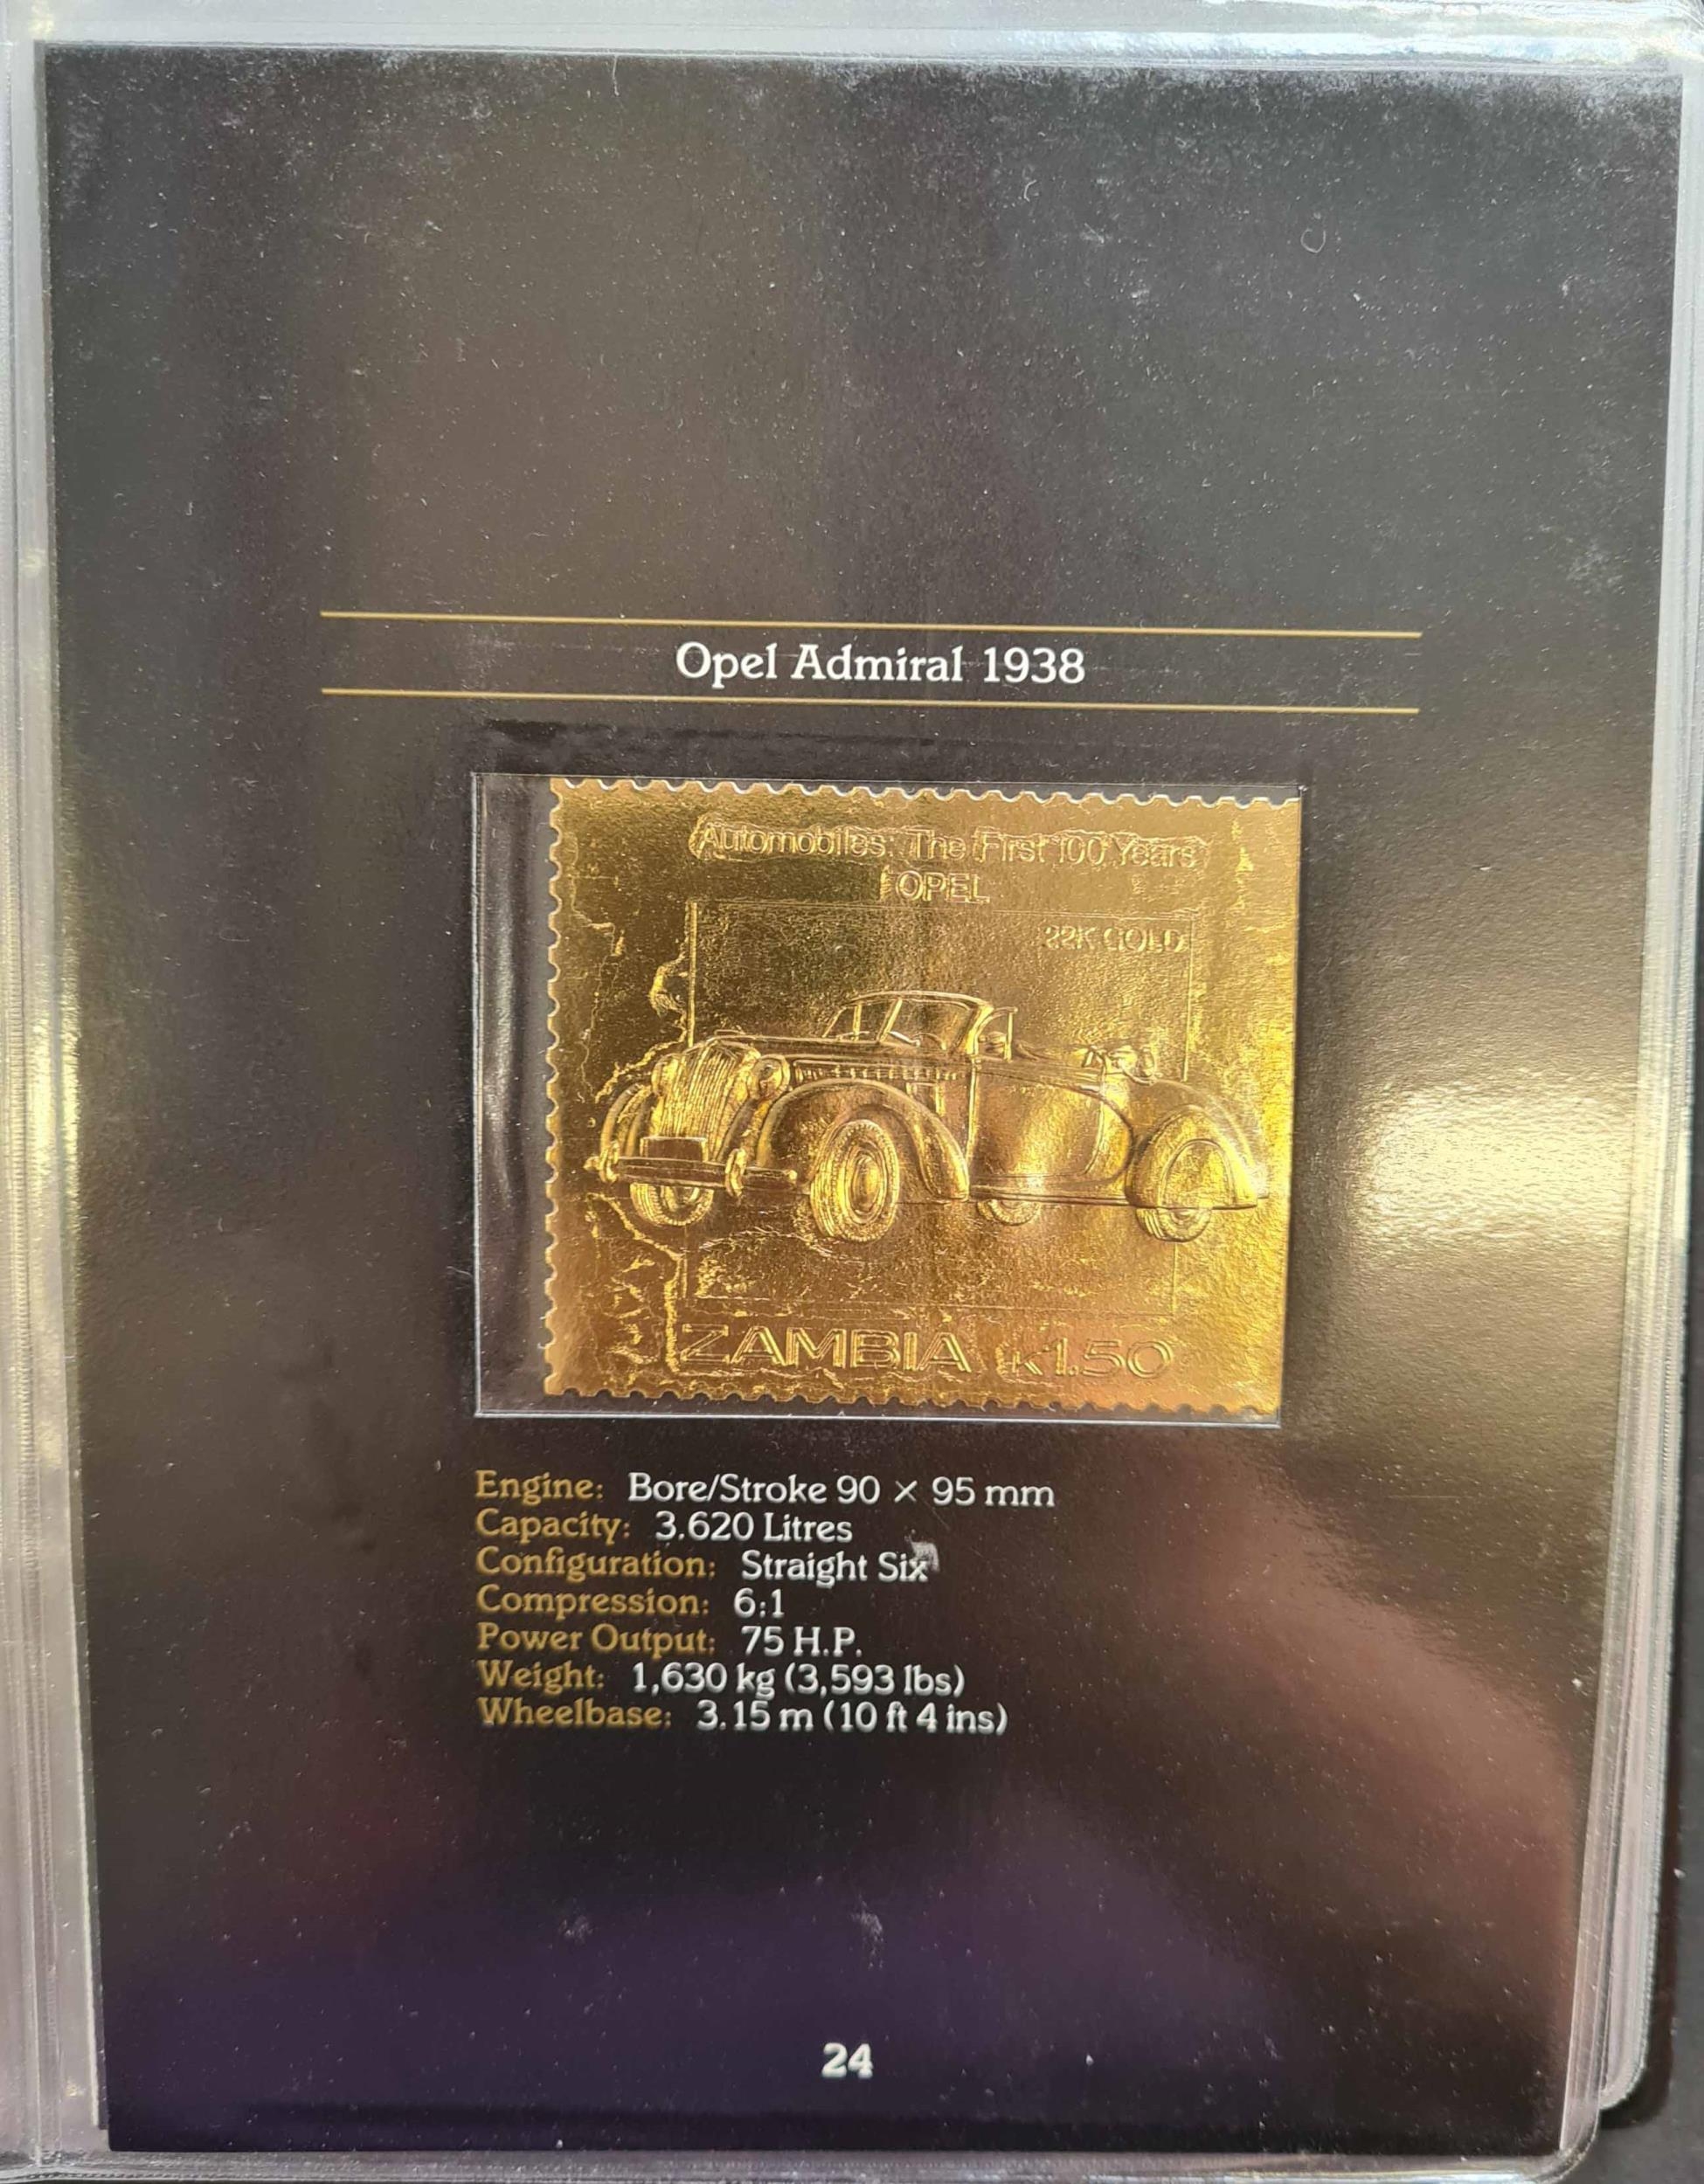 Opel Admiral 1938
Automobiles: The First 100 Years
OPEL
22K GOLD
ZAMBIA K1.50
Engine: Bore/Stroke 90 × 95 mm
Capacity: 3.620 Litres
Configuration: Straight Six
Compression: 6:1
Power Output: 75 H.P.
Weight: 1,630 kg (3,593 lbs)
Wheelbase: 3.15 m (10 ft 4 ins)
24